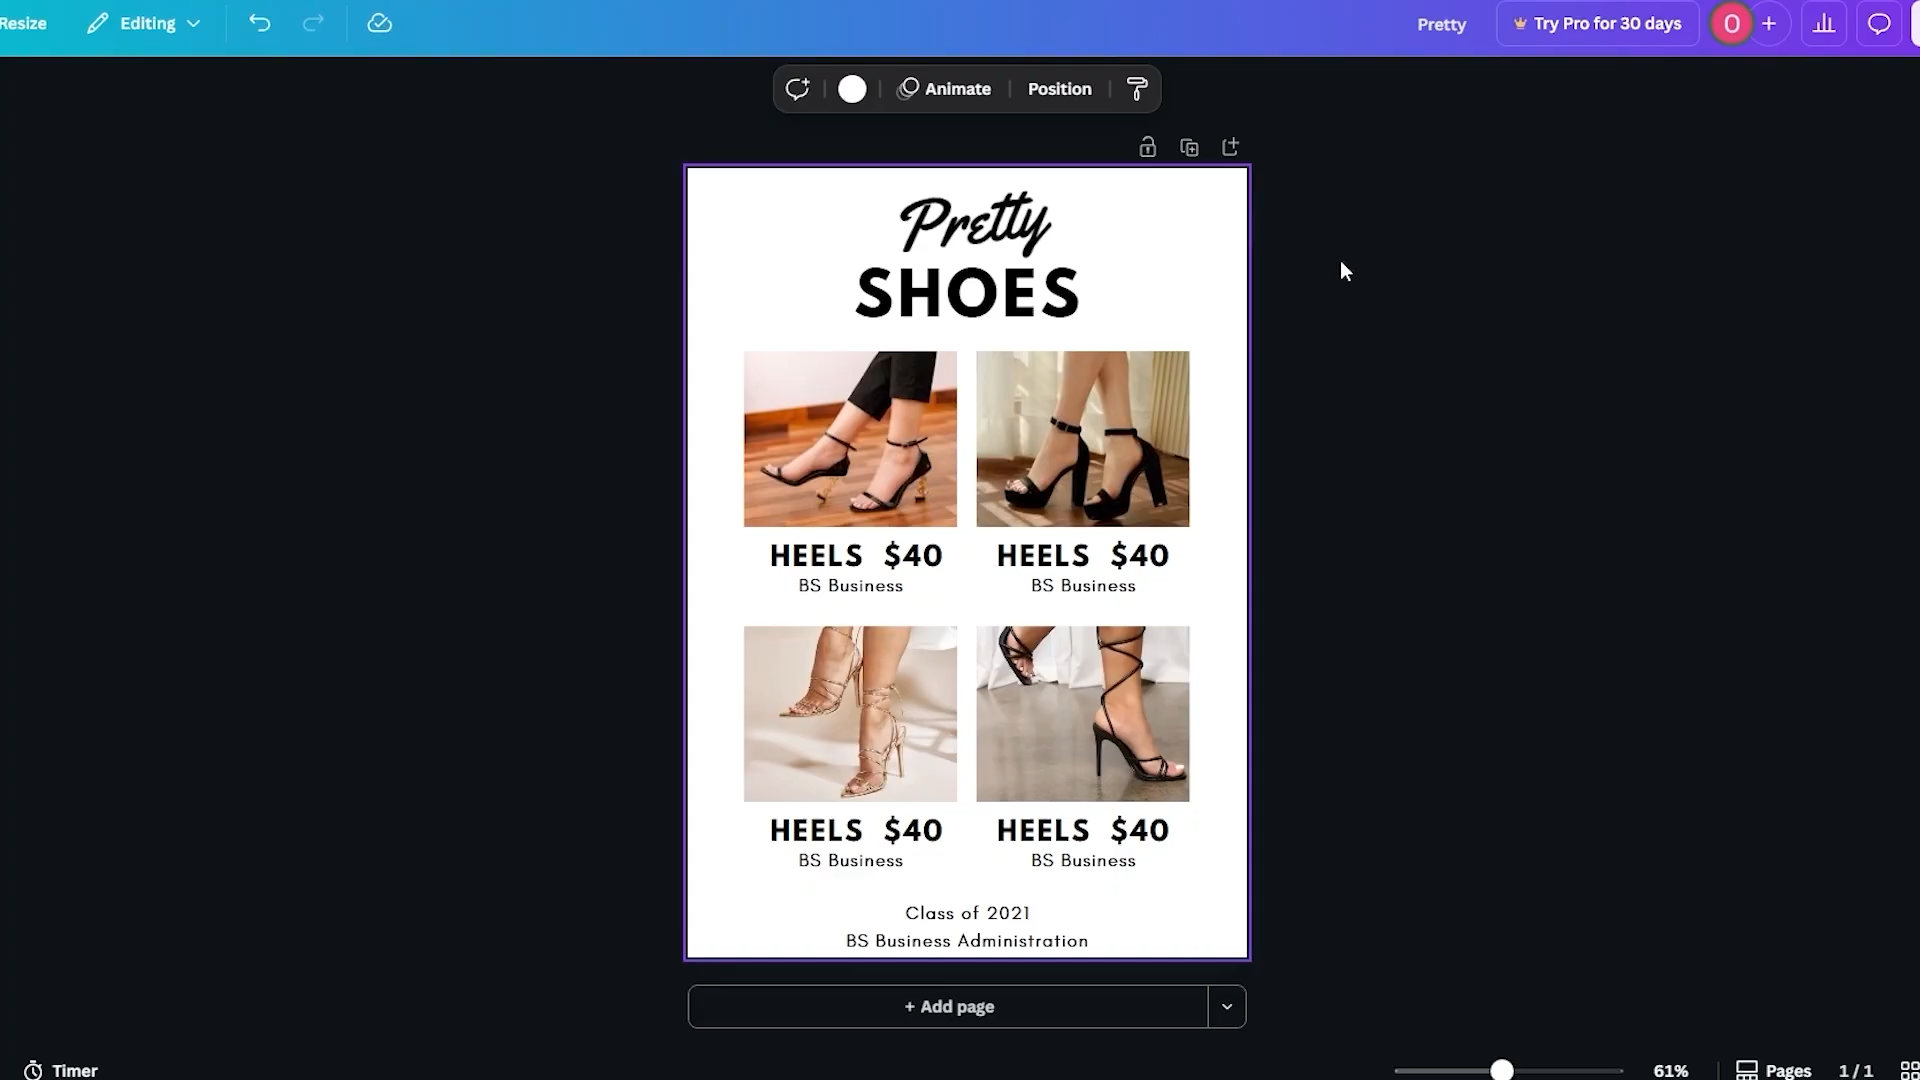 Resize
Editing
Pretty
Try Pro for 30 days
O
Animate
Position
Pretty
SHOES
HEELS $40
BS Business
HEELS $40
BS Business
HEELS $40
BS Business
HEELS $40
BS Business
Class of 2021
BS Business Administration
+ Add page
Timer
61%
Pages
1 / 1